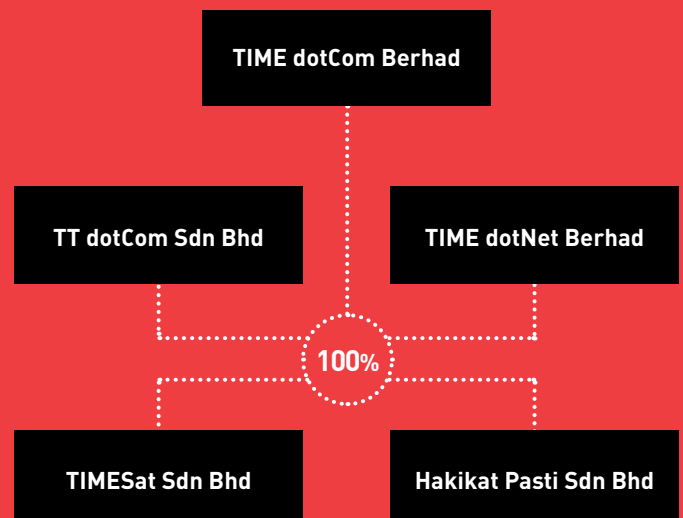 TIME dotCom Berhad
TT dotCom Sdn Bhd
TIME dotNet Berhad
100%
TIMESat Sdn Bhd
Hakikat Pasti Sdn Bhd